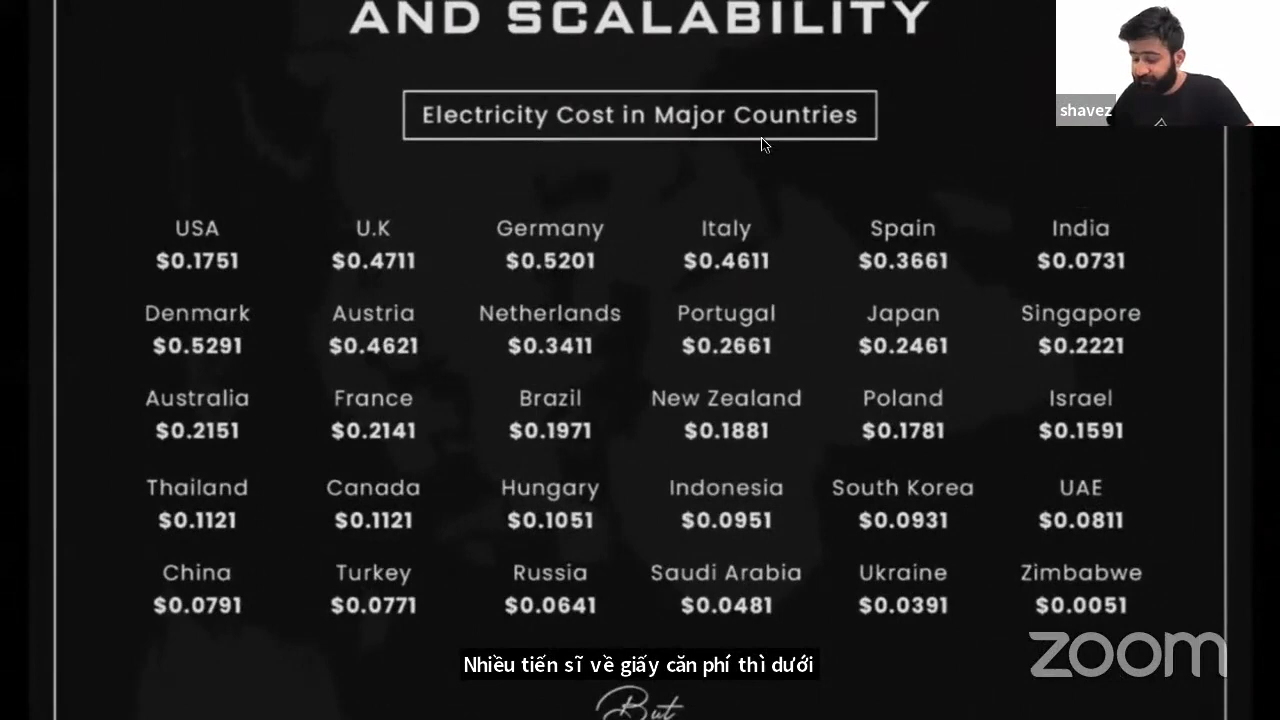 AND SCALABILITY
shavez
Electricity Cost in Major Countries
USA U.K Germany Italy Spain India
$0.1751 $0.4711 $0.5201 $0.4611 $0.3661 $0.0731
Denmark Austria Netherlands Portugal Japan Singapore
$0.5291 $0.4621 $0.3411 $0.2661 $0.2461 $0.2221
Australia France Brazil New Zealand Poland Israel
$0.2151 $0.2141 $0.1971 $0.1881 $0.1781 $0.1591
Thailand Canada Hungary Indonesia South Korea UAE
$0.1121 $0.1121 $0.1051 $0.0951 $0.0931 $0.0811
China Turkey Russia Saudi Arabia Ukraine Zimbabwe
$0.0791 $0.0771 $0.0641 $0.0481 $0.0391 $0.0051
zoom
Nhiều tiến sĩ về giấy căn phí thì dưới
But